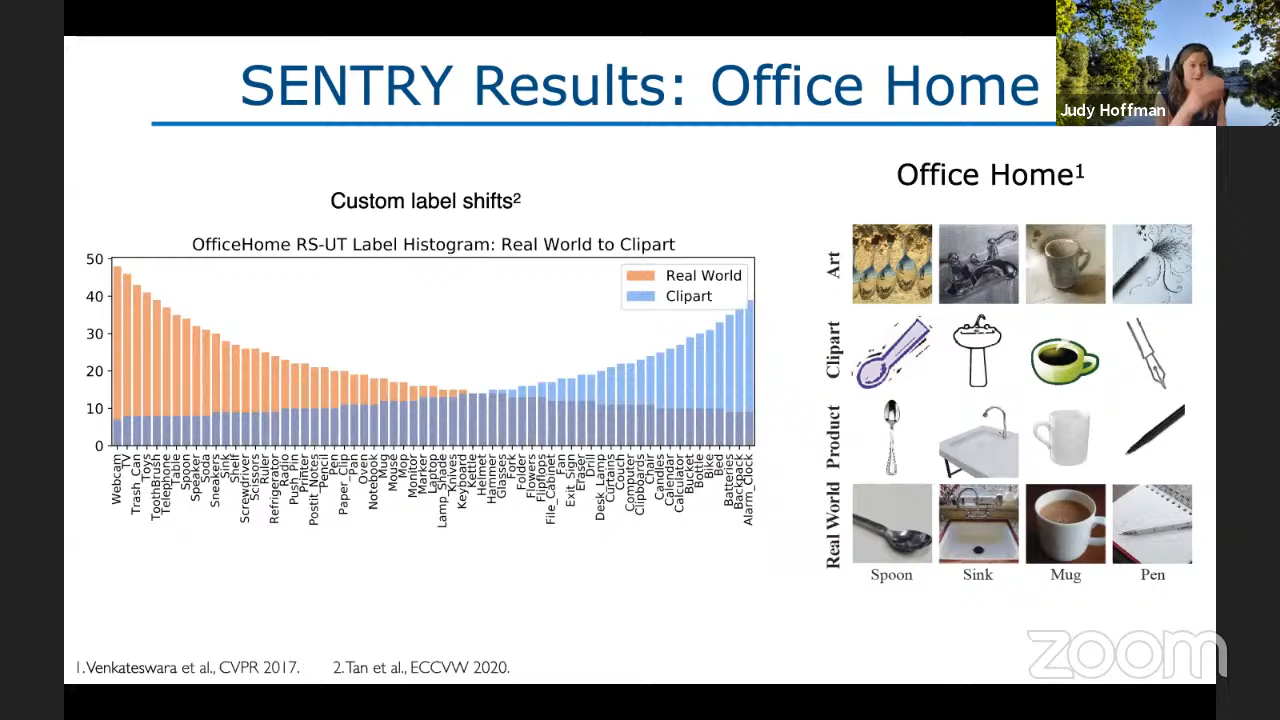 SENTRY Results: Office Home
Judy Hoffman
Custom label shifts²
OfficeHome RS-UT Label Histogram: Real World to Clipart
50
40
30
20
10
0
Real World
Clipart
Webcam
TV
Trash_Can
Toys
ToothBrush
Telephone
Table
Spoon
Speaker
Soda
Sneakers
Sink
Shelf
Screwdriver
Scissors
Ruler
Refrigerator
Radio
Push_Pin
Printer
Postit_Notes
Pencil
Pen
Paper_Clip
Pan
Oven
Notebook
Mug
Mouse
Mop
Monitor
Marker
Laptop
Lamp_Shade
Knives
Keyboard
Kettle
Helmet
Hammer
Glasses
Fork
Folder
Flowers
Flipflops
File_Cabinet
Fan
Exit_Sign
Eraser
Drill
Desk_Lamp
Curtains
Couch
Computer
Clipboards
Chair
Candles
Calendar
Calculator
Bucket
Bottle
Bike
Bed
Batteries
Backpack
Alarm_Clock
Office Home¹
Art
Clipart
Product
Real World
Spoon Sink Mug Pen
1. Venkateswara et al., CVPR 2017. 2. Tan et al., ECCVW 2020.
zoom